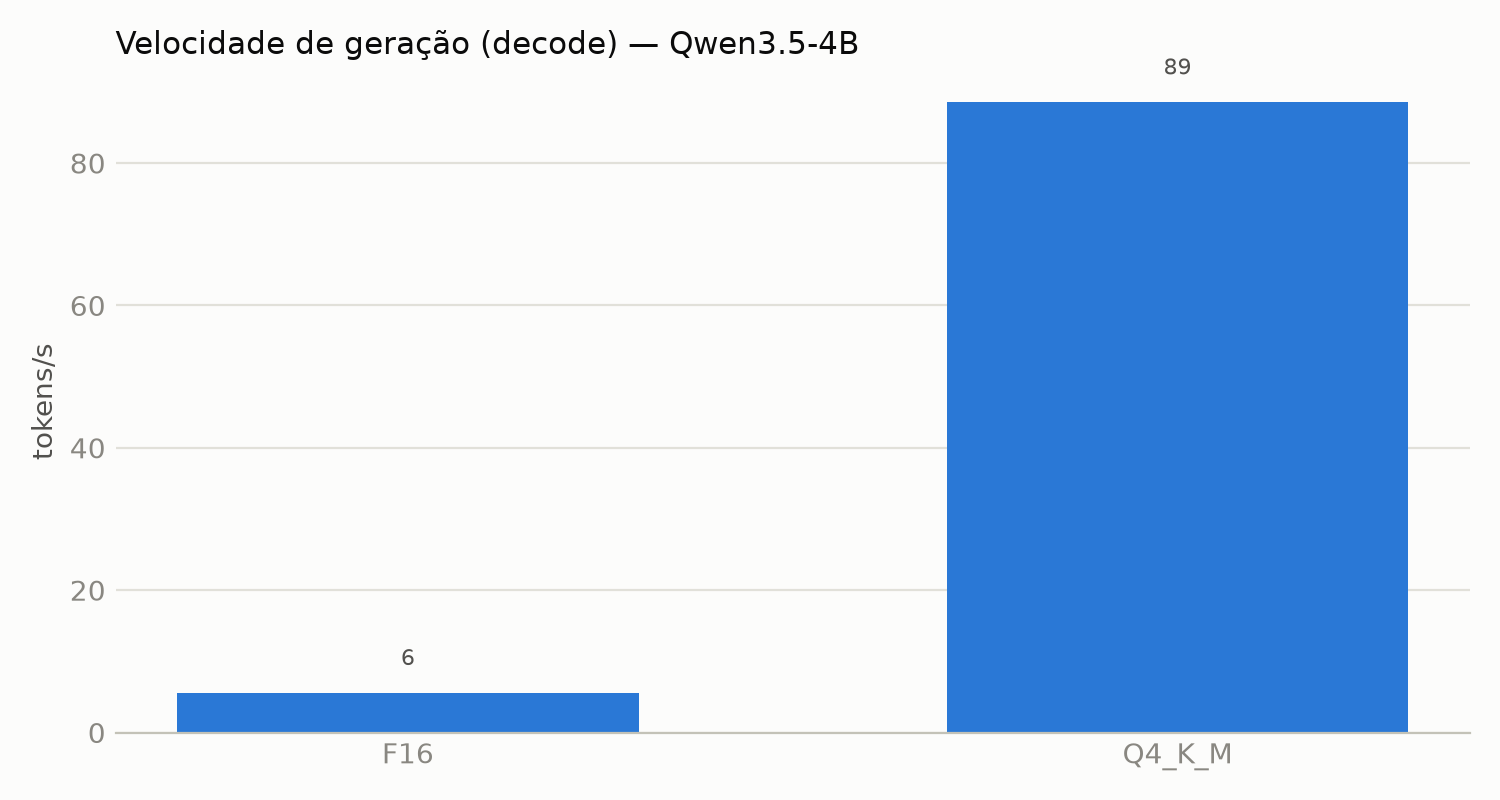 Velocidade de geração (decode) — Qwen3.5-4B
89
80
60
40
20
0
tokens/s
6
F16
Q4_K_M